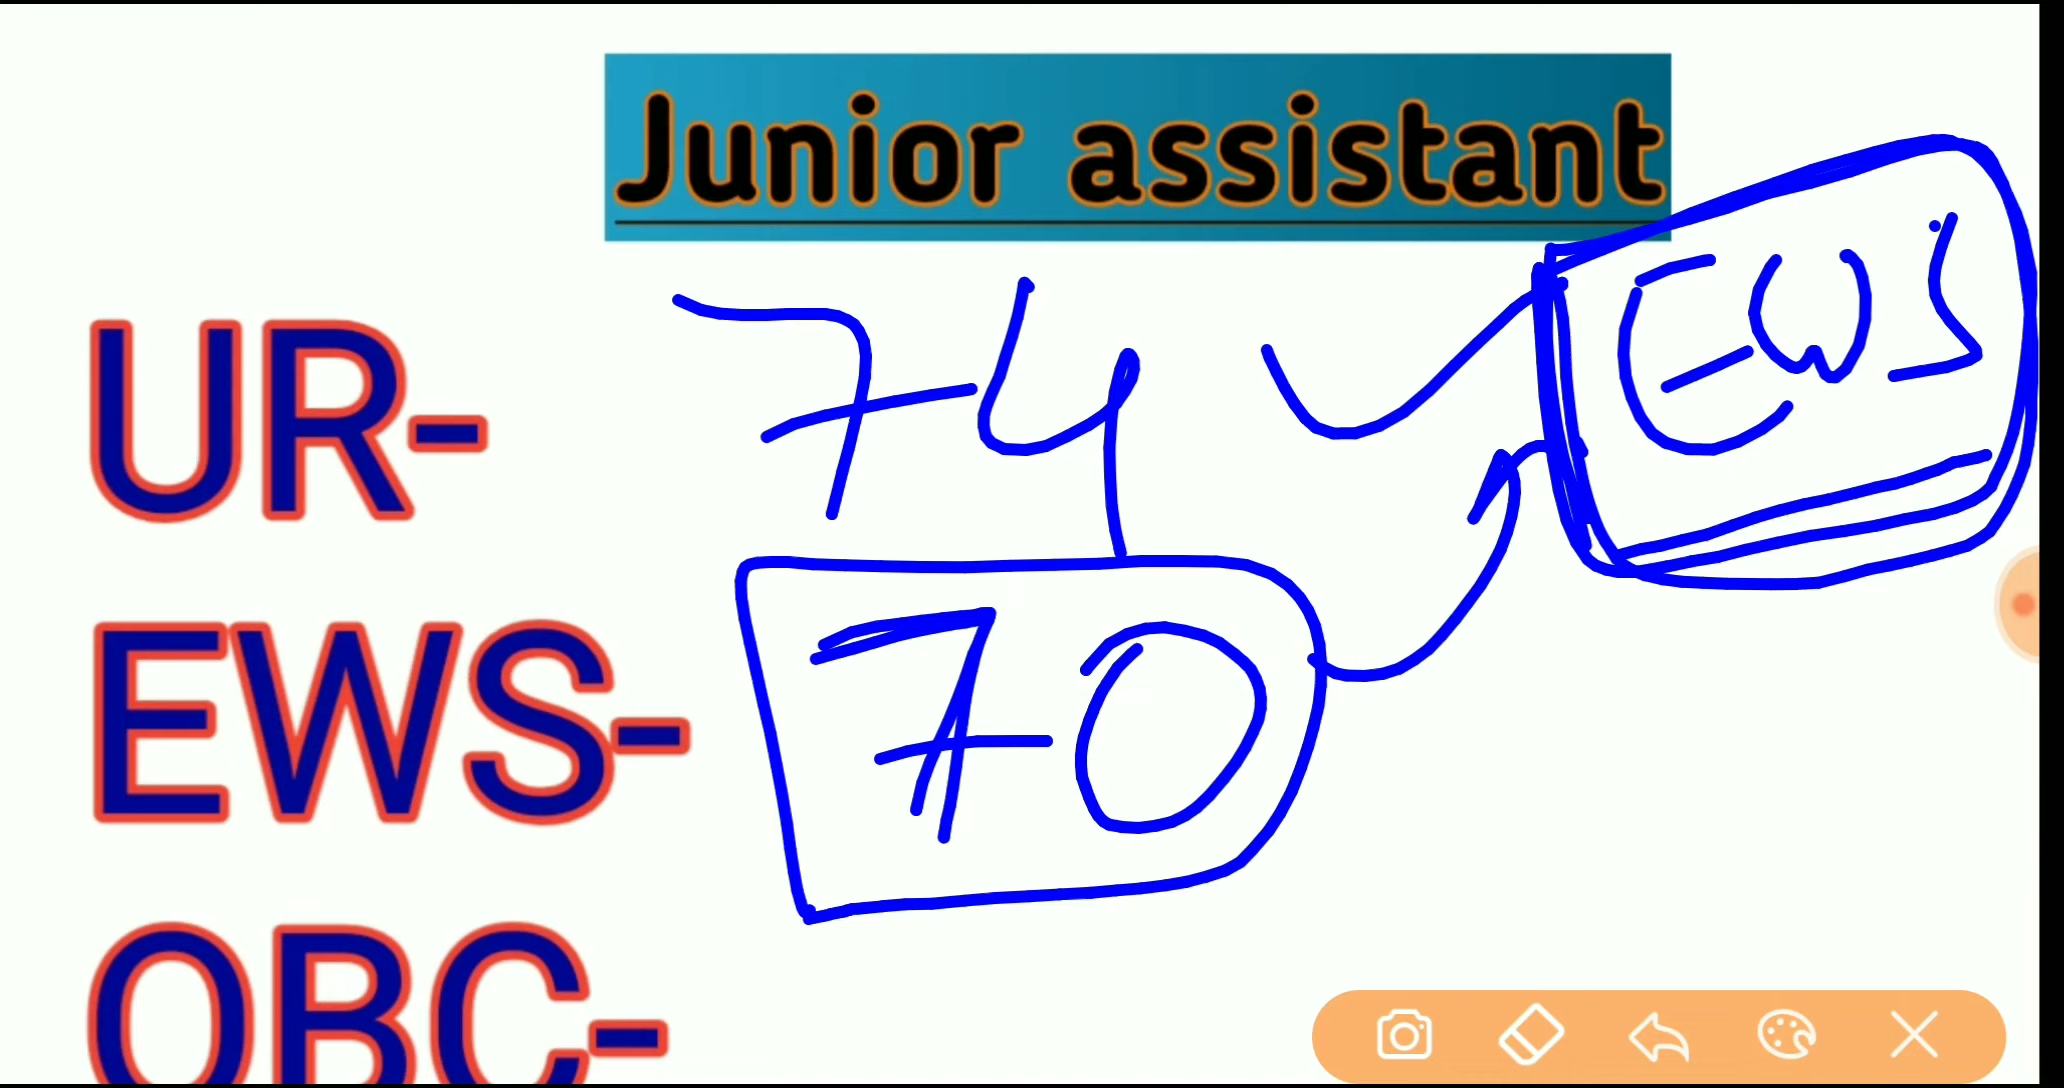 Junior assistant
UR- 74
EWS
EWS- 70
OBC-